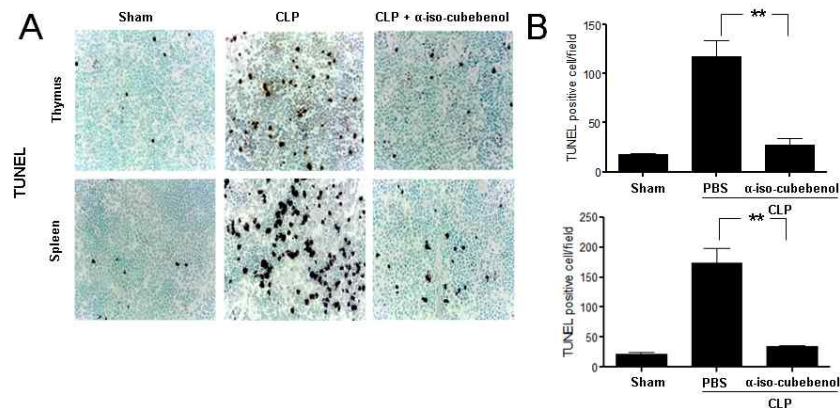 A
Sham
CLP
CLP + α-iso-cubebenol
TUNEL
Thymus
Spleen
B
TUNEL positive cell/field
150
100
50
0
**
Sham
PBS
α-iso-cubebenol
CLP
TUNEL positive cell/field
250
200
150
100
50
0
**
Sham
PBS
α-iso-cubebenol
CLP